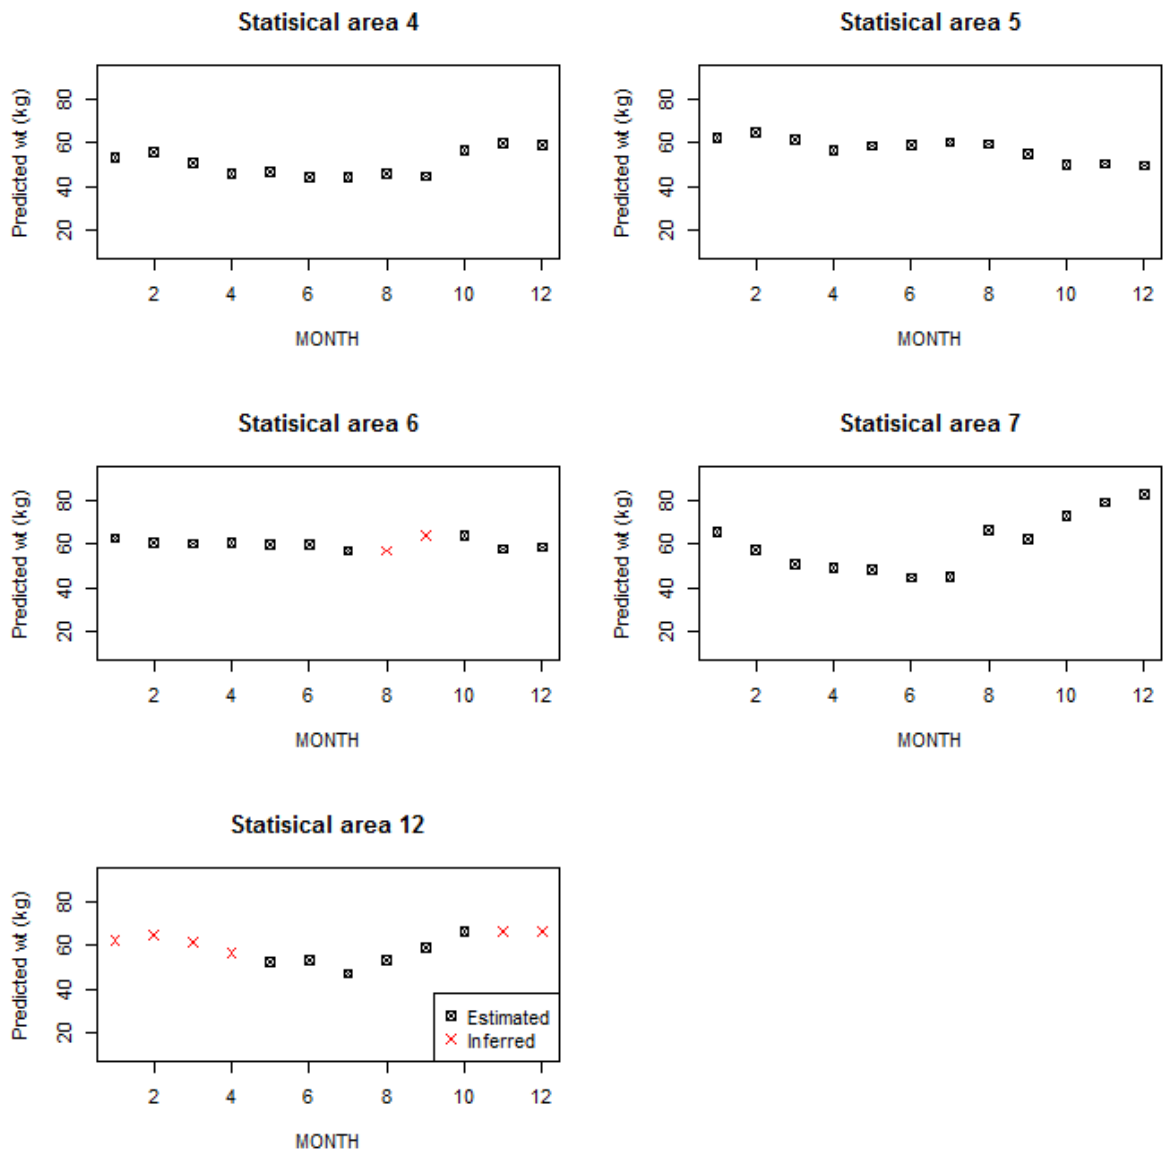 Statisical area 4
Predicted wt (kg)
80
60
40
20
2 4 6 8 10 12
MONTH
Statisical area 5
Predicted wt (kg)
80
60
40
20
2 4 6 8 10 12
MONTH
Statisical area 6
Predicted wt (kg)
80
60
40
20
2 4 6 8 10 12
MONTH
Statisical area 7
Predicted wt (kg)
80
60
40
20
2 4 6 8 10 12
MONTH
Statisical area 12
Predicted wt (kg)
80
60
40
20
Estimated
Inferred
2 4 6 8 10 12
MONTH